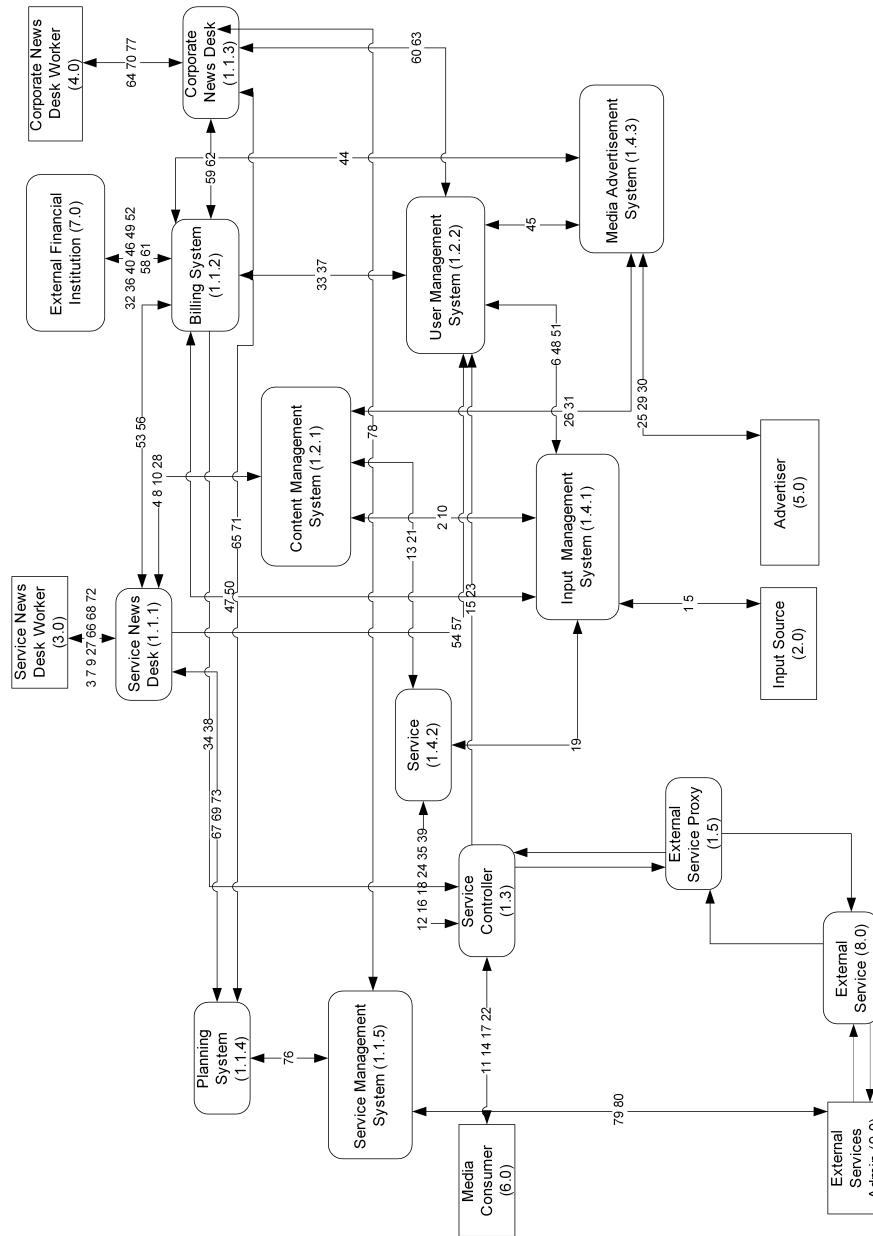 Corporate News
Desk Worker
(4.0)
64 70 77
Corporate
News Desk
(1.1.3)
60 63
External Financial
Institution (7.0)
32 36 40 46 49 52
58 61
59 62
44
Billing System
(1.1.2)
33 37
User Management
System (1.2.2)
45
Media Advertisement
System (1.4.3)
53 56
4 8 10 28
65 71
Content Management
System (1.2.1)
78
6 48 51
26 31
25 29 30
Service News
Desk Worker
(3.0)
3 7 9 27 66 68 72
Service News
Desk (1.1.1)
47 50
13 21
2 10
15 23
54 57
Input Management
System (1.4.1)
Advertiser
(5.0)
1 5
Input Source
(2.0)
34 38
67 69 73
Service
(1.4.2)
19
12 16 18 24 35 39
Service
Controller
(1.3)
External
Service Proxy
(1.5)
Planning
System
(1.1.4)
76
Service Management
System (1.1.5)
11 14 17 22
79 80
External
Service (8.0)
Media
Consumer
(6.0)
External
Services